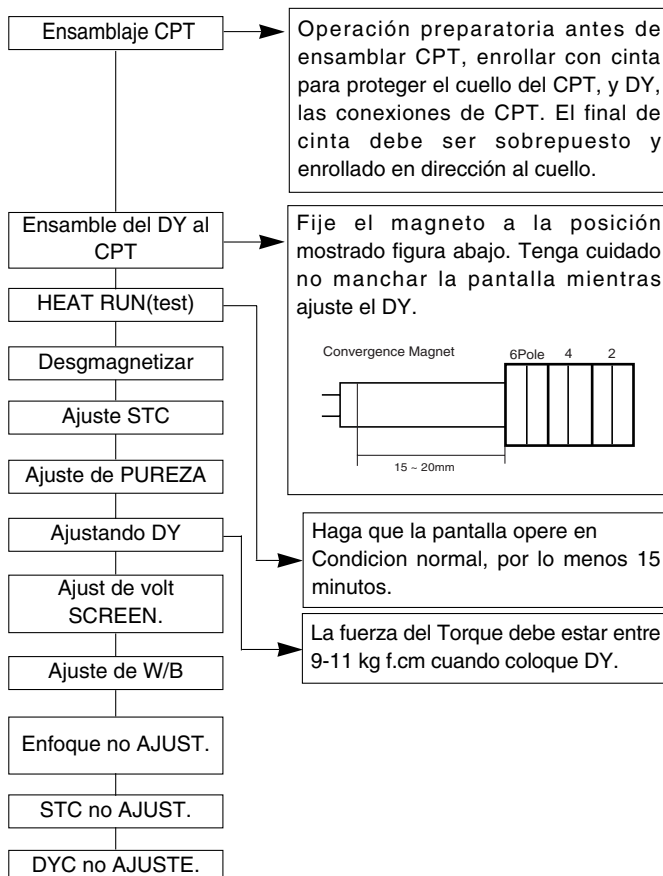 Ensamblaje CPT
Operación preparatoria antes de
ensamblar CPT, enrollar con cinta
para proteger el cuello del CPT, y DY,
las conexiones de CPT. El final de
cinta debe ser sobrepuesto y
enrollado en dirección al cuello.
Ensamble del DY al
CPT
Fije el magneto a la posición
mostrado figura abajo. Tenga cuidado
no manchar la pantalla mientras
ajuste el DY.
Convergence Magnet
6Pole 4 2
15 ~ 20mm
HEAT RUN(test)
Desgmagnetizar
Ajuste STC
Ajuste de PUREZA
Ajustando DY
Haga que la pantalla opere en
Condicion normal, por lo menos 15
minutos.
Ajust de volt
SCREEN.
La fuerza del Torque debe estar entre
9-11 kg f.cm cuando coloque DY.
Ajuste de W/B
Enfoque no AJUST.
STC no AJUST.
DYC no AJUSTE.